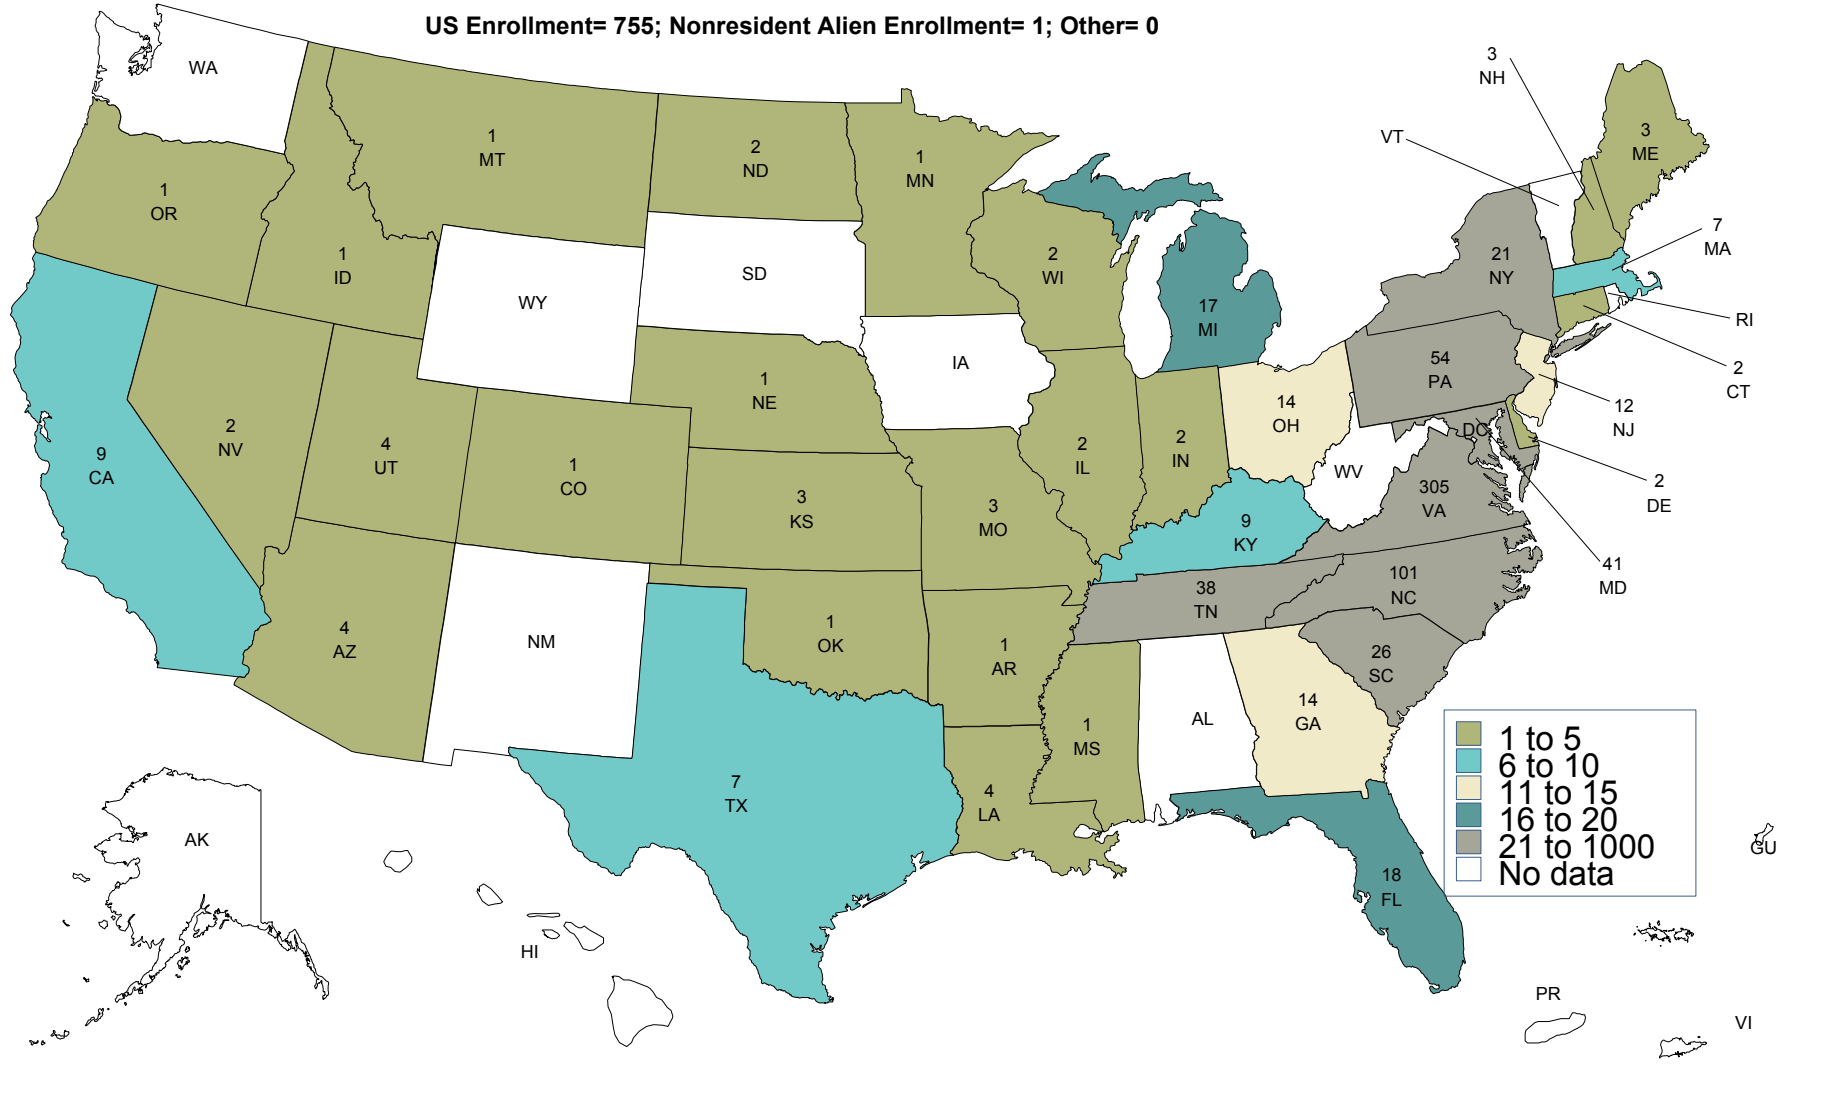 US Enrollment= 755; Nonresident Alien Enrollment= 1; Other= 0
WA
3
NH
VT
3
ME
1
MT
2
ND
1
MN
1
OR
1
ID
2
WI
21
NY
7
MA
WY
SD
17
MI
RI
IA
54
PA
2
CT
1
NE
14
OH
12
NJ
2
NV
4
UT
9
CA
1
CO
2
IL
2
IN
DC
WV
2
DE
3
KS
3
MO
9
KY
305
VA
41
MD
38
TN
101
NC
4
AZ
NM
1
OK
1
AR
26
SC
1
MS
AL
14
GA
7
TX
4
LA
18
FL
1 to 5
6 to 10
11 to 15
16 to 20
21 to 1000
No data
AK
GU
HI
PR
VI